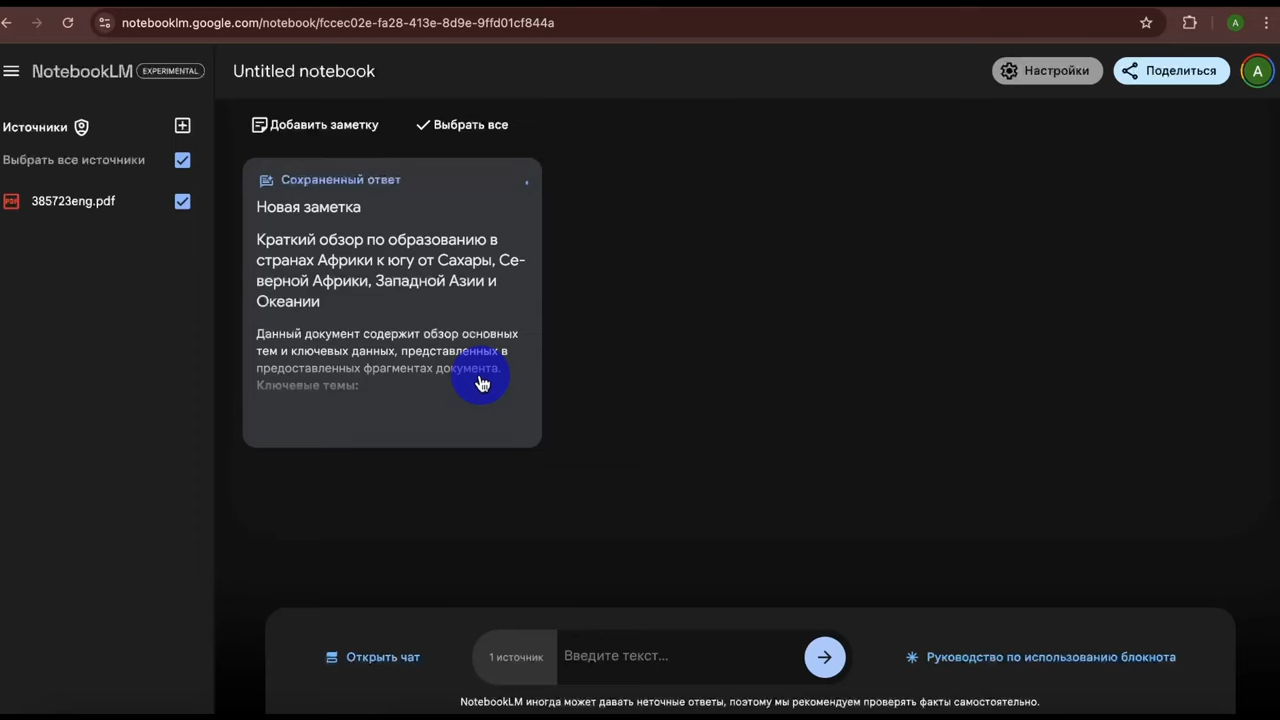 notebooklm.google.com/notebook/fccec02e-fa28-413e-8d9e-9ffd01cf844a
A
NotebookLM EXPERIMENTAL
Untitled notebook
Настройки
Поделиться
A
Источники
Добавить заметку
Выбрать все
Выбрать все источники
PDF 385723eng.pdf
Сохраненный ответ
Новая заметка
Краткий обзор по образованию в
странах Африки к югу от Сахары, Се-
верной Африки, Западной Азии и
Океании
Данный документ содержит обзор основных
тем и ключевых данных, представленных в
предоставленных фрагментах документа.
Ключевые темы:
Открыть чат
1 источник
Введите текст...
Руководство по использованию блокнота
NotebookLM иногда может давать неточные ответы, поэтому мы рекомендуем проверять факты самостоятельно.